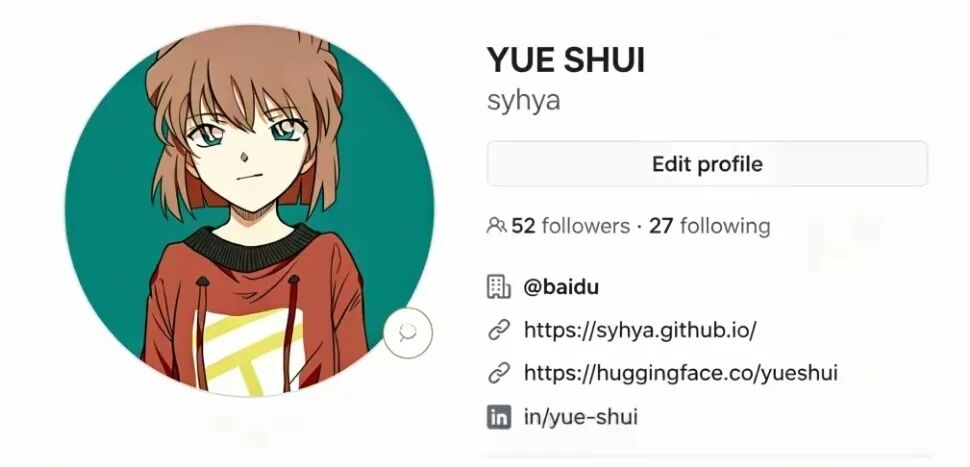 YUE SHUI
syhya
Edit profile
52 followers · 27 following
@baidu
https://syhya.github.io/
https://huggingface.co/yueshui
in/yue-shui